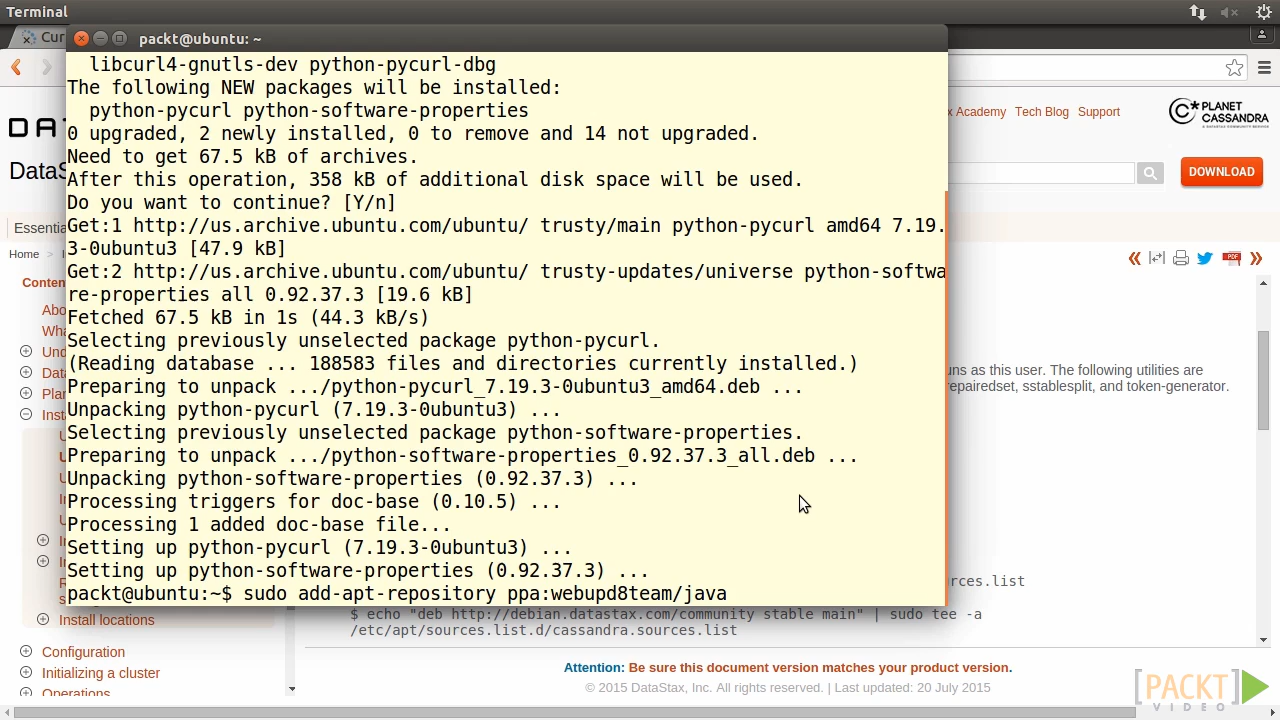 Terminal
Cur
packt@ubuntu: ~
libcurl4-gnutls-dev python-pycurl-dbg
The following NEW packages will be installed:
python-pycurl python-software-properties
0 upgraded, 2 newly installed, 0 to remove and 14 not upgraded.
Need to get 67.5 kB of archives.
After this operation, 358 kB of additional disk space will be used.
Do you want to continue? [Y/n]
Get:1 http://us.archive.ubuntu.com/ubuntu/ trusty/main python-pycurl amd64 7.19.
3-0ubuntu3 [47.9 kB]
Get:2 http://us.archive.ubuntu.com/ubuntu/ trusty-updates/universe python-softwa
re-properties all 0.92.37.3 [19.6 kB]
Fetched 67.5 kB in 1s (44.3 kB/s)
Selecting previously unselected package python-pycurl.
(Reading database ... 188583 files and directories currently installed.)
Preparing to unpack .../python-pycurl_7.19.3-0ubuntu3_amd64.deb ...
Unpacking python-pycurl (7.19.3-0ubuntu3) ...
Selecting previously unselected package python-software-properties.
Preparing to unpack .../python-software-properties_0.92.37.3_all.deb ...
Unpacking python-software-properties (0.92.37.3) ...
Processing triggers for doc-base (0.10.5) ...
Processing 1 added doc-base file...
Setting up python-pycurl (7.19.3-0ubuntu3) ...
Setting up python-software-properties (0.92.37.3) ...
packt@ubuntu:~$ sudo add-apt-repository ppa:webupd8team/java
x Academy Tech Blog Support
PLANET
CASSANDRA
DATA
DataS
DOWNLOAD
Essentia
Home > I
Conten
Abo
Wha
Und
Data
Plan
Inst
uns as this user. The following utilities are
repairedset, sstablesplit, and token-generator.
urces.list
$ echo "deb http://debian.datastax.com/community stable main" | sudo tee -a
/etc/apt/sources.list.d/cassandra.sources.list
Install locations
Configuration
Initializing a cluster
Operations
Attention: Be sure this document version matches your product version.
© 2015 DataStax, Inc. All rights reserved. | Last updated: 20 July 2015
[PACKT]
VIDEO